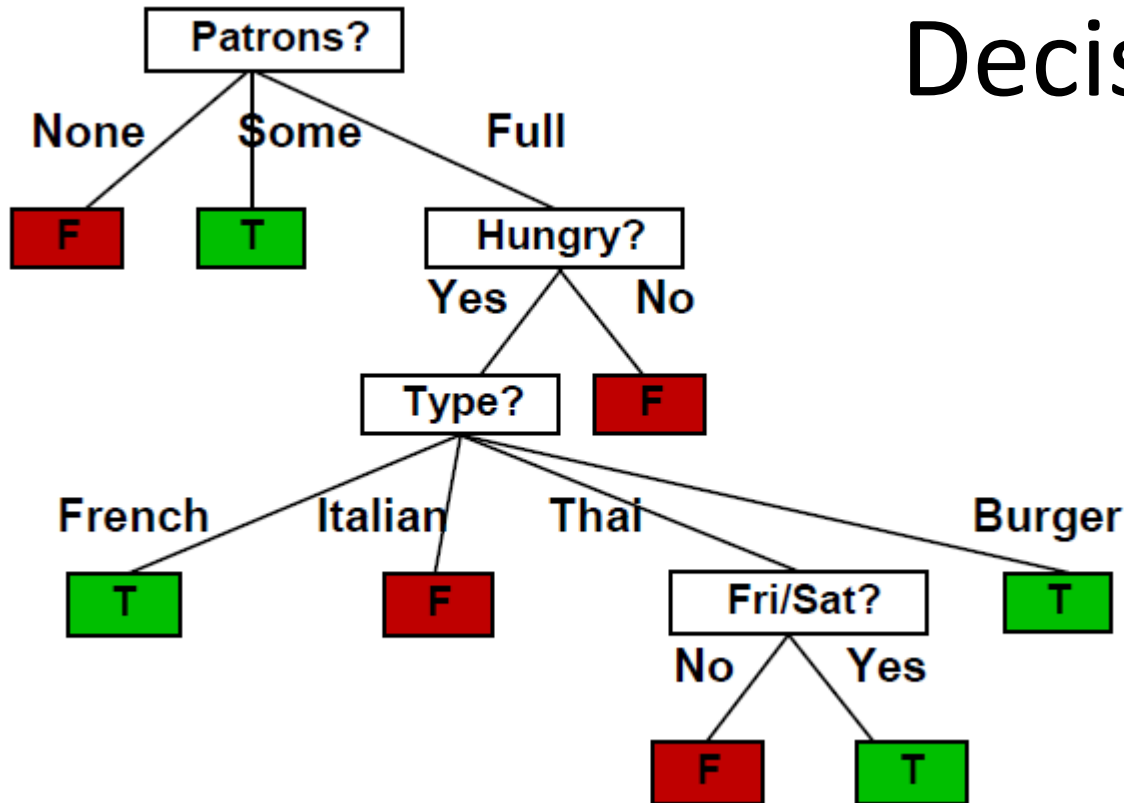 Patrons?
Decis
None Some Full
F T Hungry?
Yes No
Type? F
French Italian Thai Burger
T F Fri/Sat? T
No Yes
F T